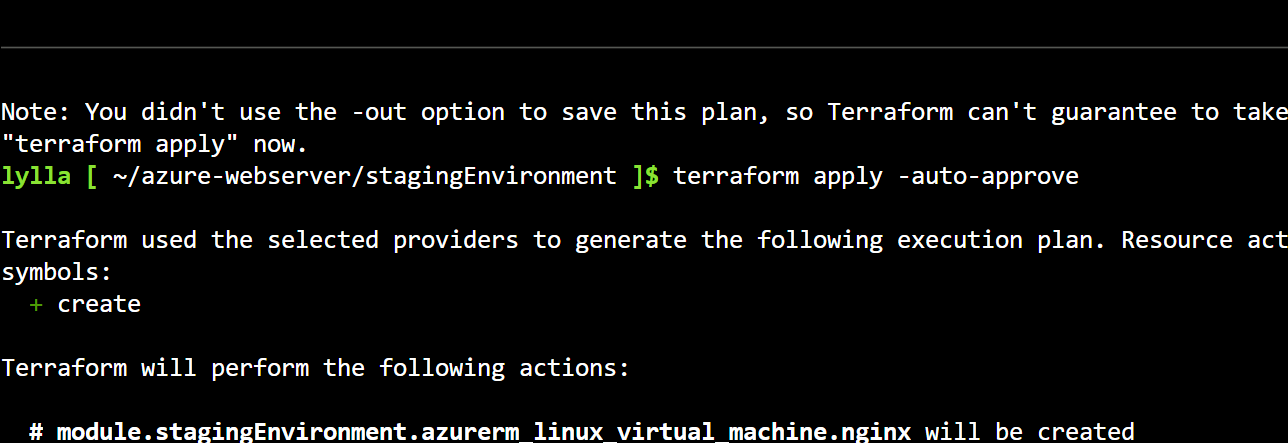 Note: You didn't use the -out option to save this plan, so Terraform can't guarantee to take
"terraform apply" now.
lylla [ ~/azure-webserver/stagingEnvironment ]$ terraform apply -auto-approve
Terraform used the selected providers to generate the following execution plan. Resource act
symbols:
+ create
Terraform will perform the following actions:
# module.stagingEnvironment.azurerm_linux_virtual_machine.nginx will be created